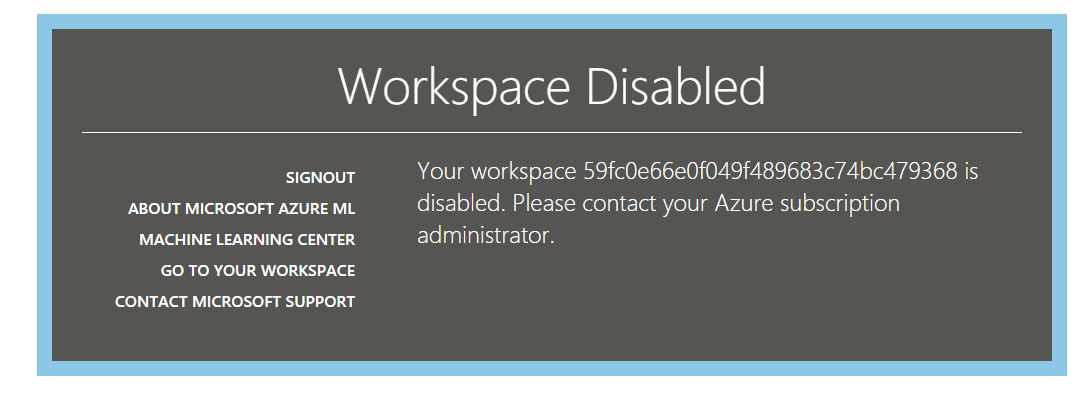 Workspace Disabled
SIGNOUT
ABOUT MICROSOFT AZURE ML
MACHINE LEARNING CENTER
GO TO YOUR WORKSPACE
CONTACT MICROSOFT SUPPORT
Your workspace 59fc0e66e0f049f489683c74bc479368 is
disabled. Please contact your Azure subscription
administrator.